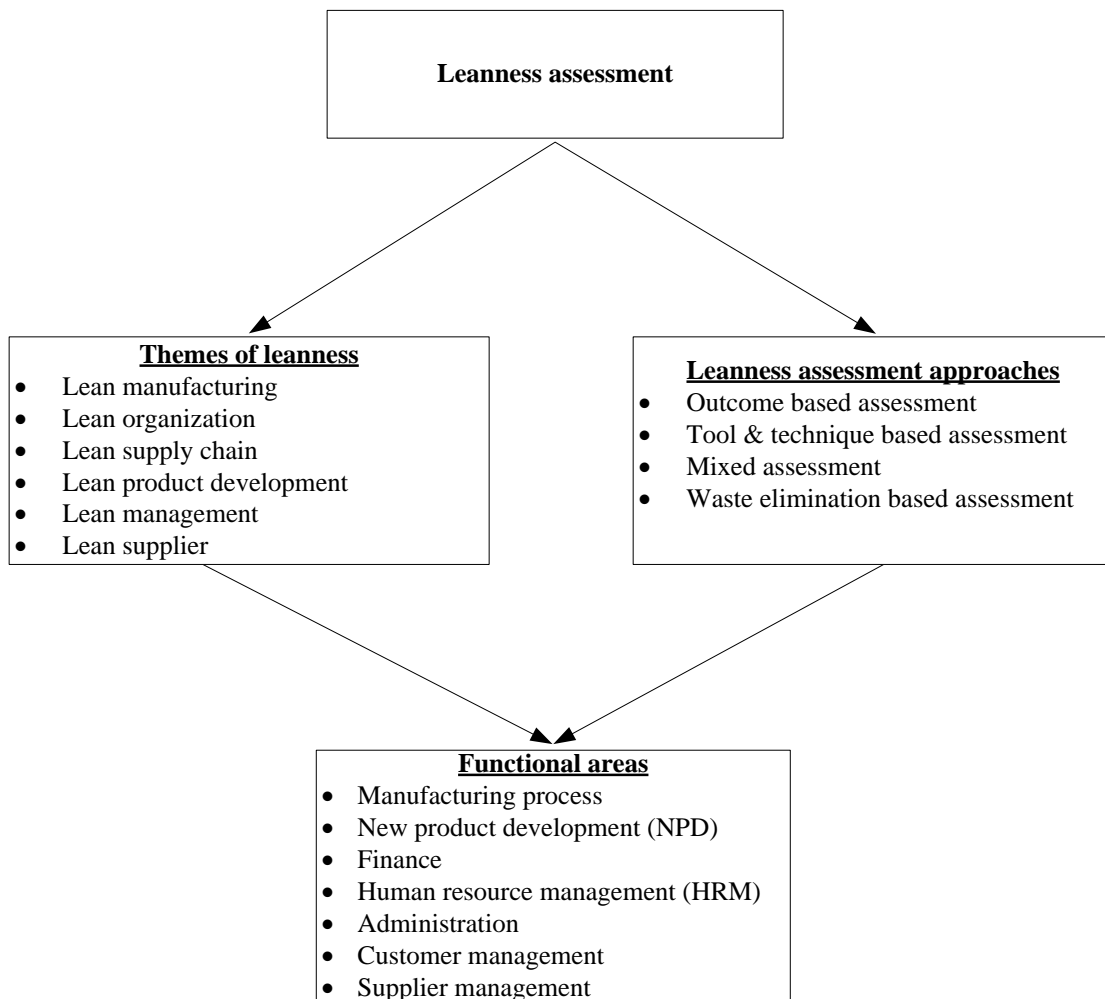 Leanness assessment
Themes of leanness
• Lean manufacturing
• Lean organization
• Lean supply chain
• Lean product development
• Lean management
• Lean supplier
Leanness assessment approaches
• Outcome based assessment
• Tool & technique based assessment
• Mixed assessment
• Waste elimination based assessment
Functional areas
• Manufacturing process
• New product development (NPD)
• Finance
• Human resource management (HRM)
• Administration
• Customer management
• Supplier management